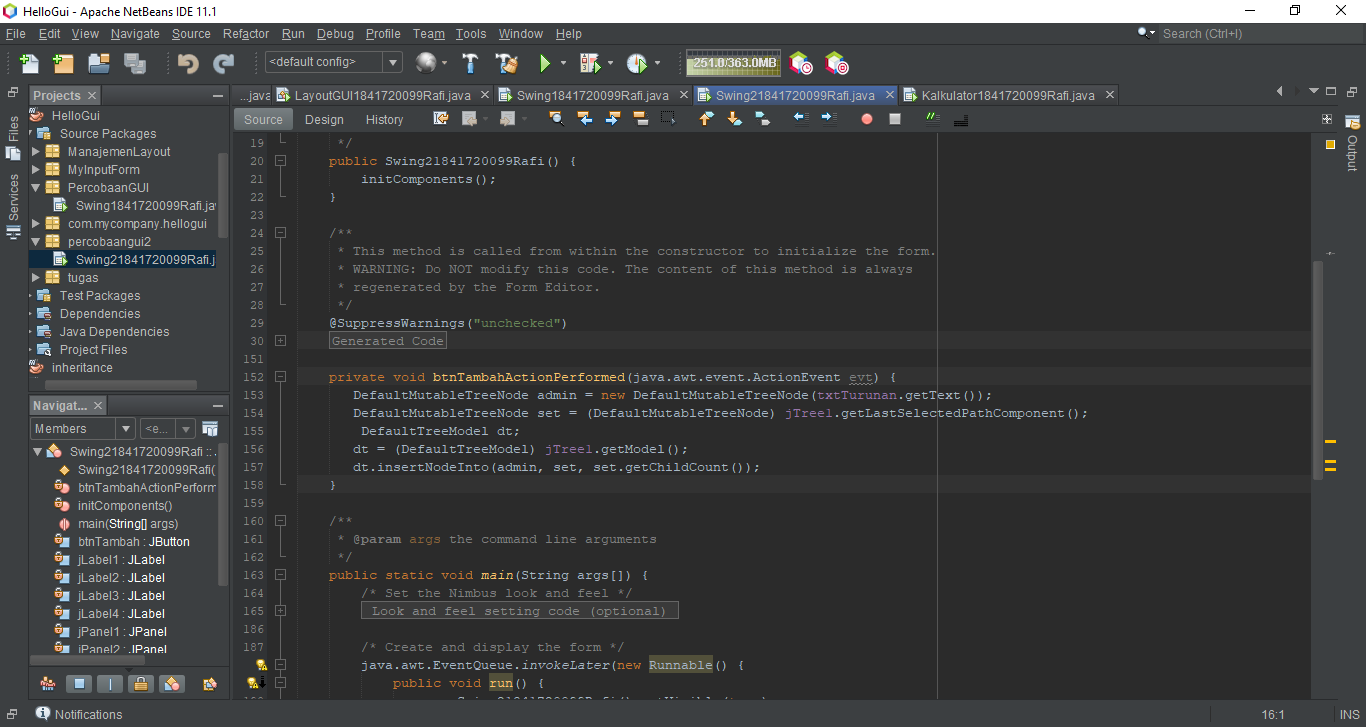 HelloGui - Apache NetBeans IDE 11.1
File Edit View Navigate Source Refactor Run Debug Profile Team Tools Window Help
Search (Ctrl+I)
<default config>
251.0/363.0MB
Projects
...java LayoutGUI1841720099Rafi.java Swing1841720099Rafi.java Swing21841720099Rafi.java Kalkulator1841720099Rafi.java
Source Design History
Files
Services
Output
HelloGui
Source Packages
ManajemenLayout
MyInputForm
PercobaanGUI
Swing1841720099Rafi.ja
com.mycompany.hellogui
percobaangui2
Swing21841720099Rafi.j
tugas
Test Packages
Dependencies
Java Dependencies
Project Files
inheritance
Navigat...
Members <e...
Swing21841720099Rafi :: .
Swing21841720099Rafi(
btnTambahActionPerform
initComponents()
main(String[] args)
btnTambah : JButton
jLabel1 : JLabel
jLabel2 : JLabel
jLabel3 : JLabel
jLabel4 : JLabel
jPanel1 : JPanel
jPanel2 : JPanel
19 */
20 public Swing21841720099Rafi() {
21 initComponents();
22 }
23
24 /**
25 * This method is called from within the constructor to initialize the form.
26 * WARNING: Do NOT modify this code. The content of this method is always
27 * regenerated by the Form Editor.
28 */
29 @SuppressWarnings("unchecked")
30 Generated Code
151
152 private void btnTambahActionPerformed(java.awt.event.ActionEvent evt) {
153 DefaultMutableTreeNode admin = new DefaultMutableTreeNode(txtTurunan.getText());
154 DefaultMutableTreeNode set = (DefaultMutableTreeNode) jTree1.getLastSelectedPathComponent();
155 DefaultTreeModel dt;
156 dt = (DefaultTreeModel) jTree1.getModel();
157 dt.insertNodeInto(admin, set, set.getChildCount());
158 }
159
160 /**
161 * @param args the command line arguments
162 */
163 public static void main(String args[]) {
164 /* Set the Nimbus look and feel */
165 Look and feel setting code (optional)
186
187 /* Create and display the form */
java.awt.EventQueue.invokeLater(new Runnable() {
public void run() {
Notifications
16:1 INS